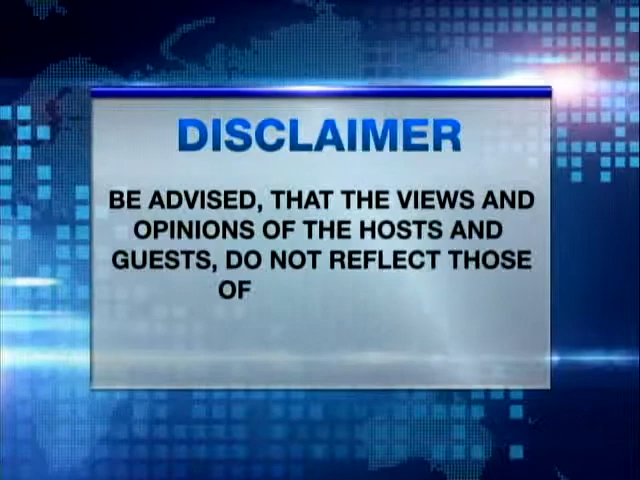 DISCLAIMER
BE ADVISED, THAT THE VIEWS AND
OPINIONS OF THE HOSTS AND
GUESTS, DO NOT REFLECT THOSE
OF